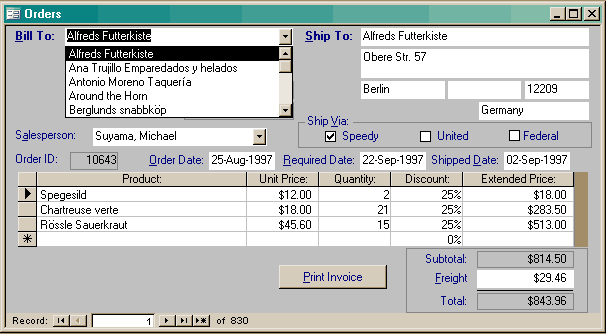 Orders
Bill To: Alfreds Futterkiste Ship To: Alfreds Futterkiste
Alfreds Futterkiste
Ana Trujillo Emparedados y helados
Antonio Moreno Taquería
Around the Horn
Berglunds snabbköp
Obere Str. 57
Berlin 12209
Germany
Ship Via:
Salesperson: Suyama, Michael Speedy United Federal
Order ID: 10643 Order Date: 25-Aug-1997 Required Date: 22-Sep-1997 Shipped Date: 02-Sep-1997
Product: Unit Price: Quantity: Discount: Extended Price:
Spegesild $12.00 2 25% $18.00
Chartreuse verte $18.00 21 25% $283.50
Rössle Sauerkraut $45.60 15 25% $513.00
0%
Subtotal: $814.50
Print Invoice Freight $29.46
Total: $843.96
Record: 1 of 830